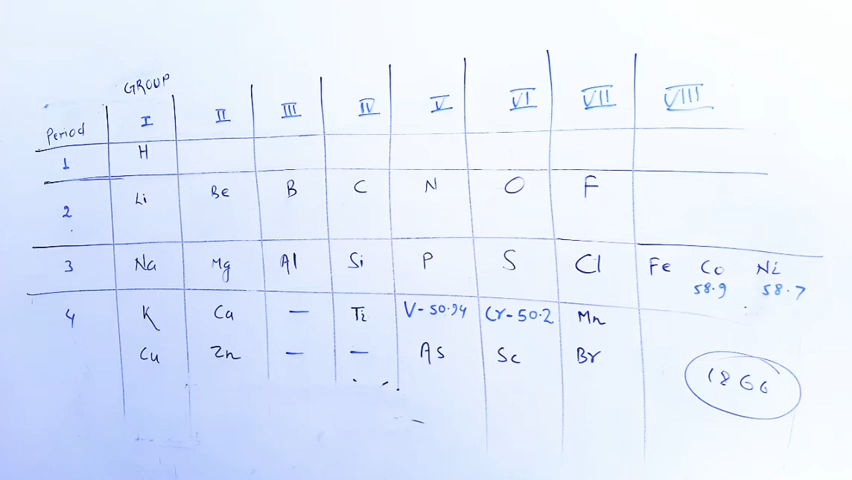 GROUP
Period I II III IV V VI VII VIII
1 H
2 Li Be B C N O F
3 Na Mg Al Si P S Cl Fe Co Ni
58.9 58.7
4 K Ca — Ti V-50.94 Cr-50.2 Mn
Cu Zn — — As Sc Br
1866